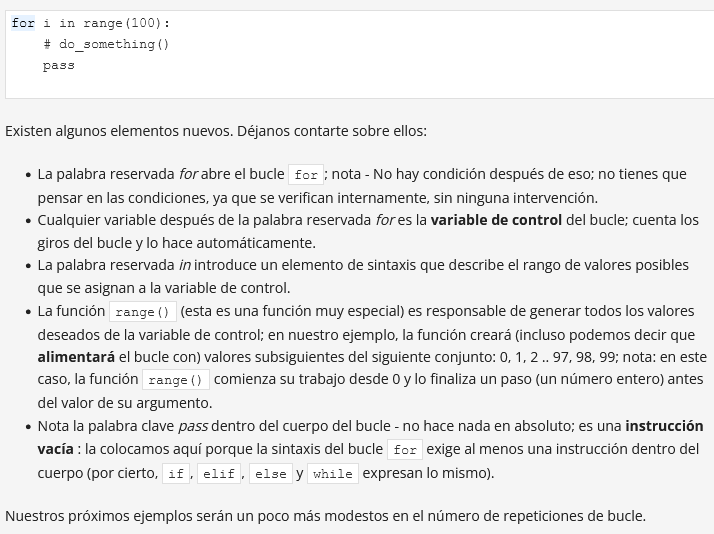 for i in range(100):
    # do_something()
    pass
Existen algunos elementos nuevos. Déjanos contarte sobre ellos:
• La palabra reservada for abre el bucle for ; nota - No hay condición después de eso; no tienes que
pensar en las condiciones, ya que se verifican internamente, sin ninguna intervención.
• Cualquier variable después de la palabra reservada for es la variable de control del bucle; cuenta los
giros del bucle y lo hace automáticamente.
• La palabra reservada in introduce un elemento de sintaxis que describe el rango de valores posibles
que se asignan a la variable de control.
• La función range() (esta es una función muy especial) es responsable de generar todos los valores
deseados de la variable de control; en nuestro ejemplo, la función creará (incluso podemos decir que
alimentará el bucle con) valores subsiguientes del siguiente conjunto: 0, 1, 2 .. 97, 98, 99; nota: en este
caso, la función range() comienza su trabajo desde 0 y lo finaliza un paso (un número entero) antes
del valor de su argumento.
• Nota la palabra clave pass dentro del cuerpo del bucle - no hace nada en absoluto; es una instrucción
vacía : la colocamos aquí porque la sintaxis del bucle for exige al menos una instrucción dentro del
cuerpo (por cierto, if , elif , else y while expresan lo mismo).
Nuestros próximos ejemplos serán un poco más modestos en el número de repeticiones de bucle.